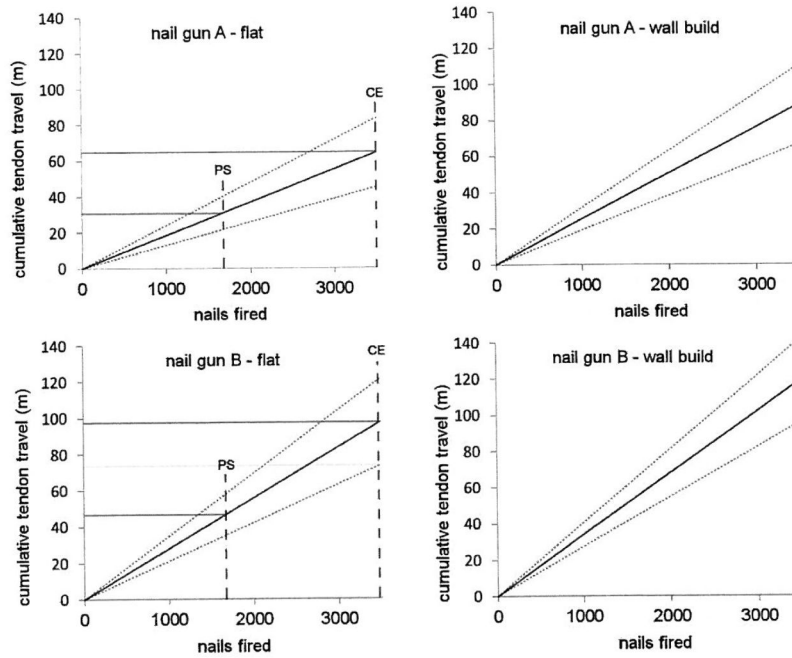 nail gun A - flat
cumulative tendon travel (m)
140
120
100
80
60
40
20
0
PS
CE
0 1000 2000 3000
nails fired
nail gun A - wall build
cumulative tendon travel (m)
140
120
100
80
60
40
20
0
0 1000 2000 3000
nails fired
nail gun B - flat
cumulative tendon travel (m)
140
120
100
80
60
40
20
0
PS
CE
0 1000 2000 3000
nails fired
nail gun B - wall build
cumulative tendon travel (m)
140
120
100
80
60
40
20
0
0 1000 2000 3000
nails fired